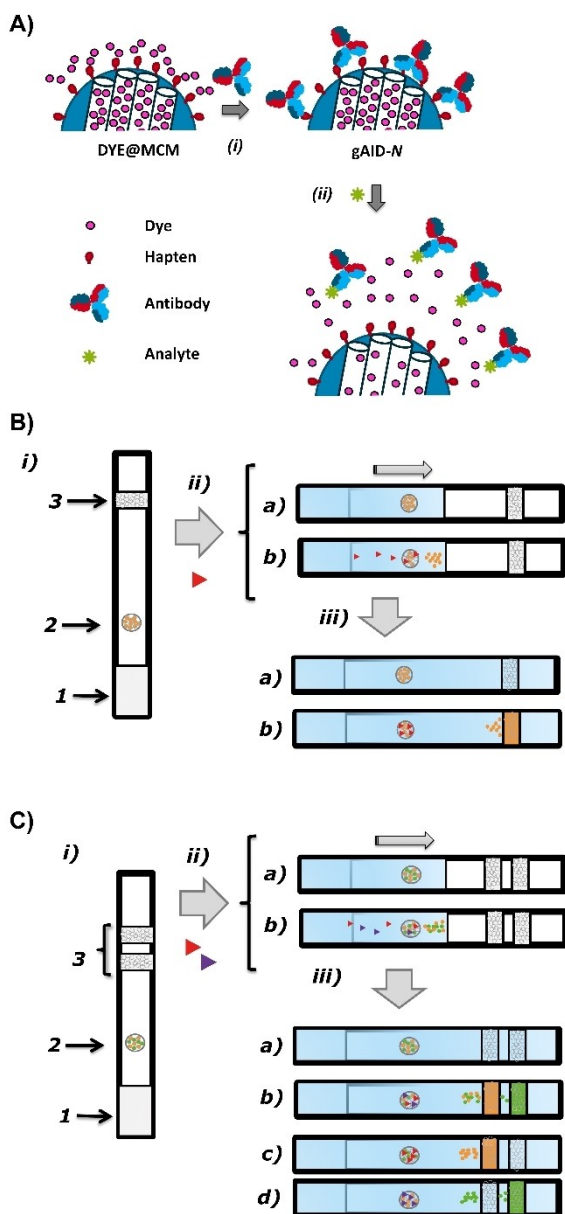 A)
DYE@MCM
(i)
gAID-N
(ii)
Dye
Hapten
Antibody
Analyte
B)
i)
ii)
3
a)
b)
2
iii)
1
a)
b)
C)
i)
ii)
a)
3
b)
iii)
2
a)
1
b)
c)
d)